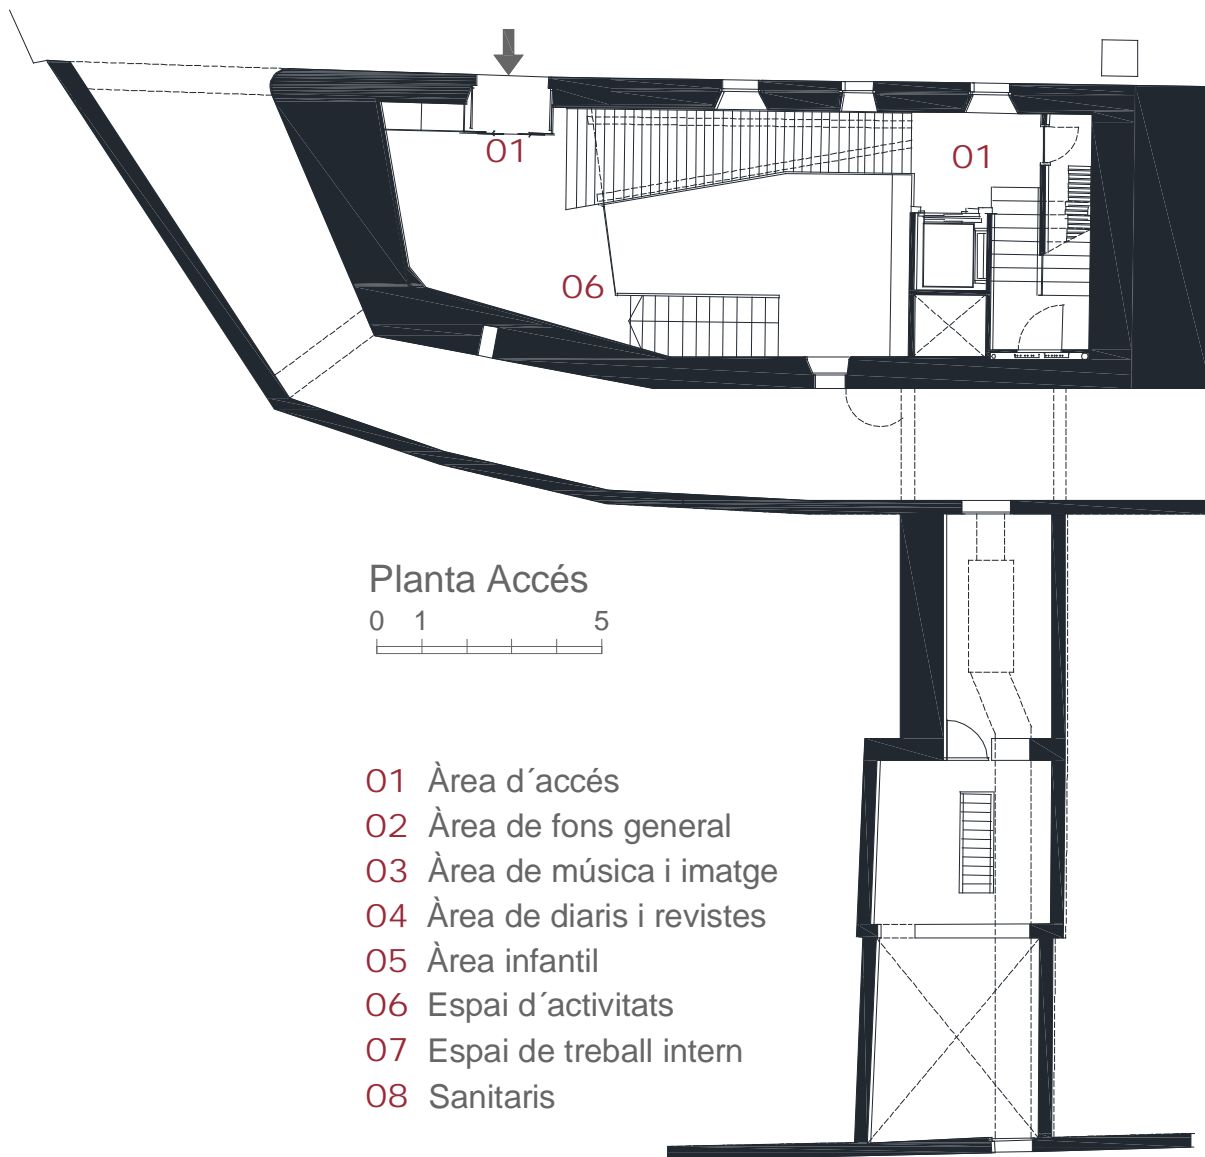 01
01
06
Planta Accés
0 1 5
01 Àrea d´accés
02 Àrea de fons general
03 Àrea de música i imatge
04 Àrea de diaris i revistes
05 Àrea infantil
06 Espai d´activitats
07 Espai de treball intern
08 Sanitaris